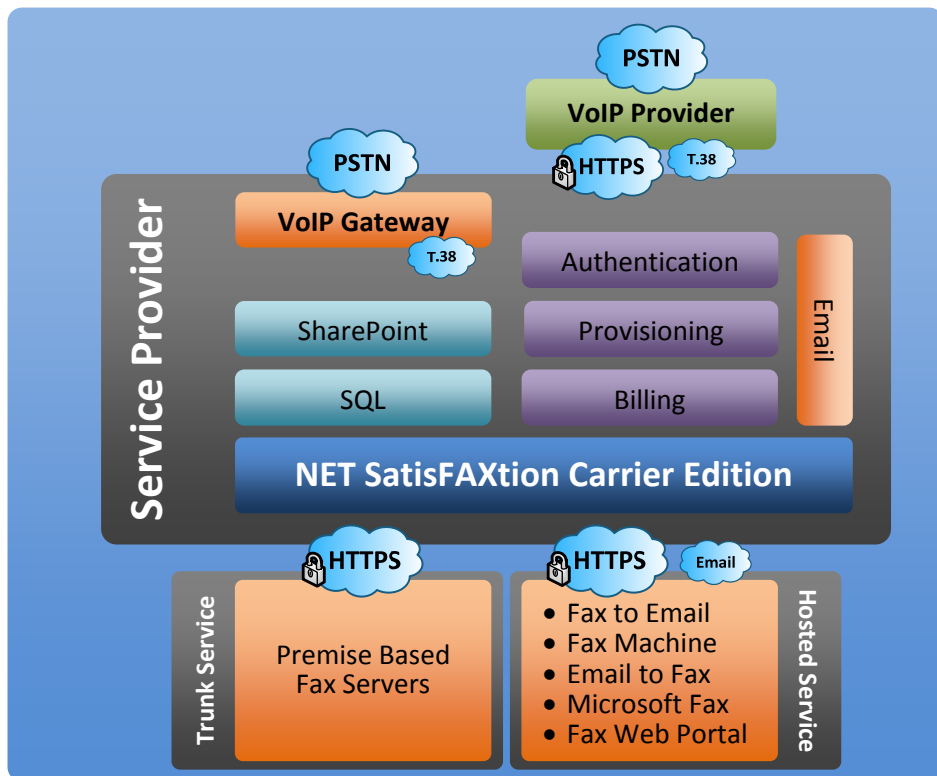 PSTN
VoIP Provider
HTTPS
T.38
PSTN
VoIP Gateway
T.38
Service Provider
Authentication
SharePoint
Provisioning
Email
SQL
Billing
NET SatisFAXtion Carrier Edition
HTTPS
HTTPS
Email
Trunk Service
Premise Based
Fax Servers
• Fax to Email
• Fax Machine
• Email to Fax
• Microsoft Fax
• Fax Web Portal
Hosted Service